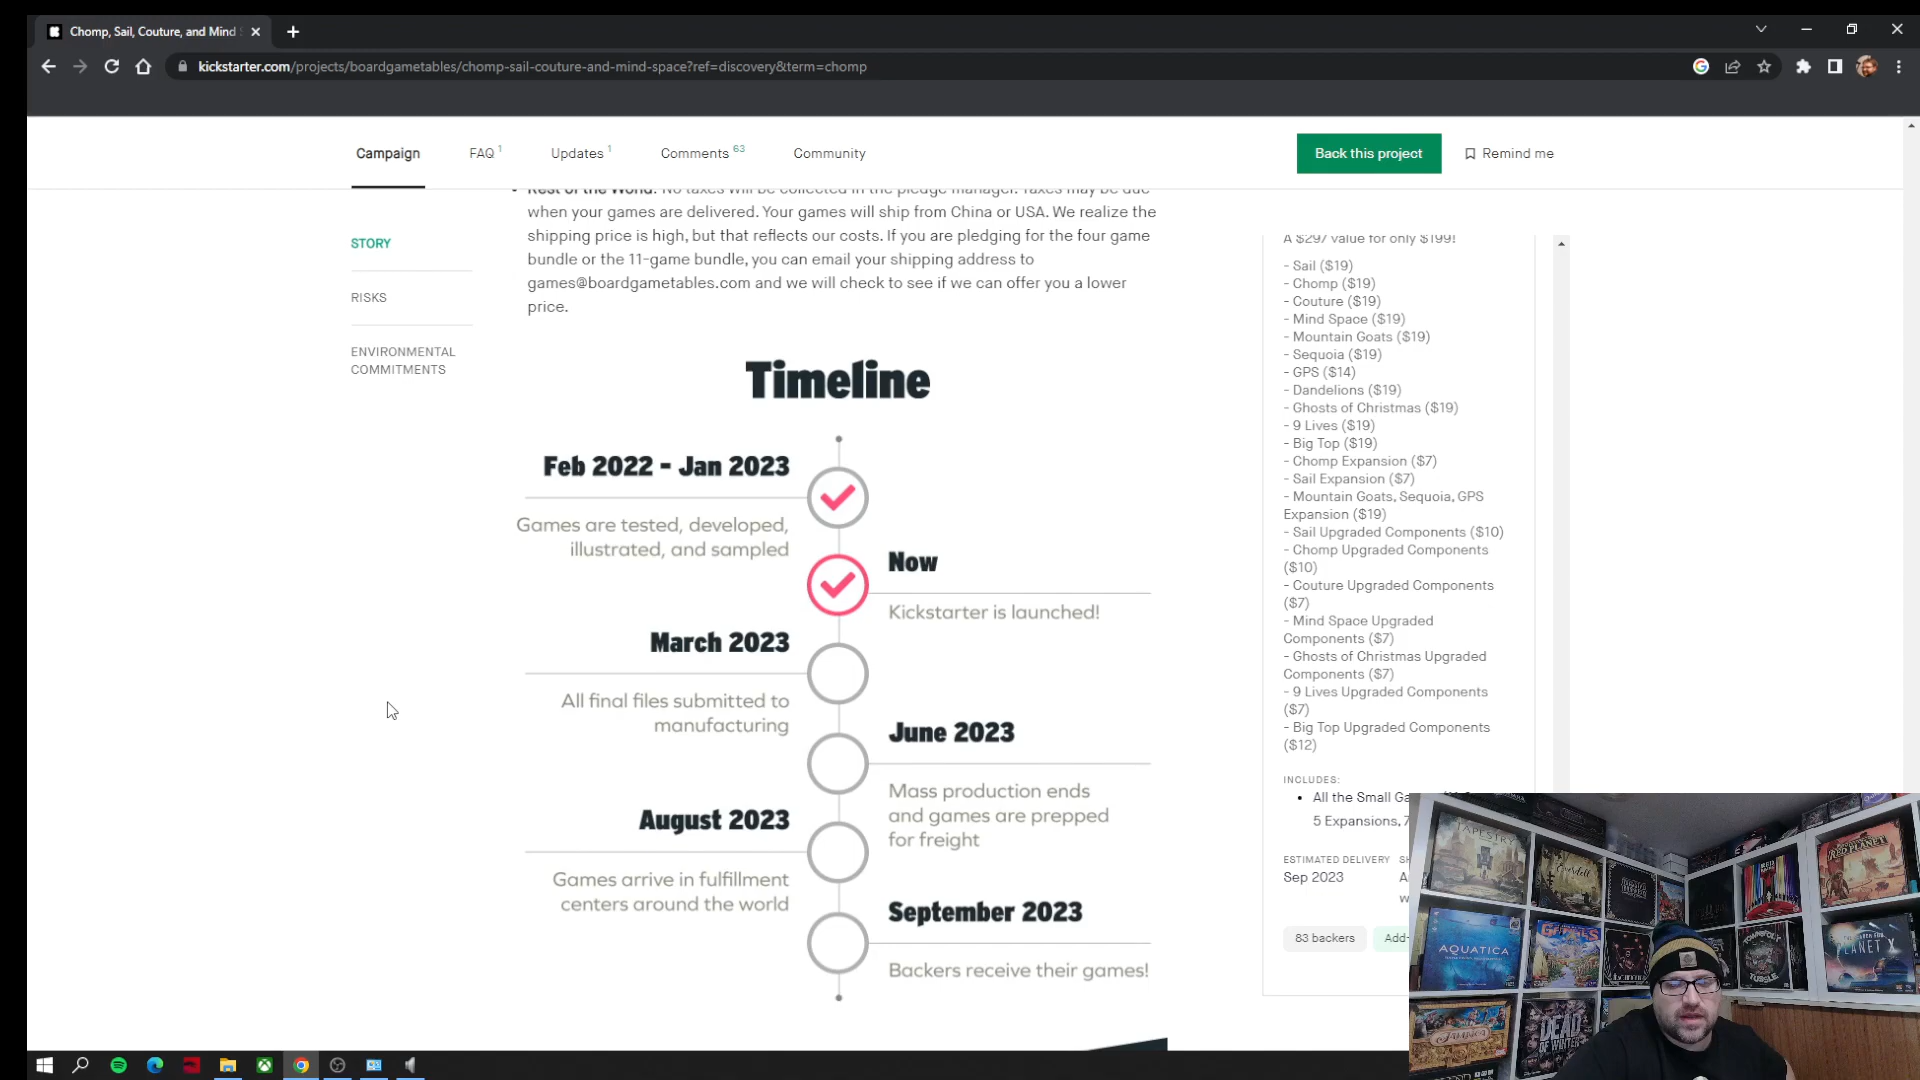 Chomp, Sail, Couture, and Mind
kickstarter.com/projects/boardgametables/chomp-sail-couture-and-mind-space?ref=discovery&term=chomp
Campaign
FAQ 1
Updates 1
Comments 63
Community
Back this project
Remind me
STORY
RISKS
ENVIRONMENTAL
COMMITMENTS
Rest of the World: No taxes will be collected in the pledge manager. Taxes may be due
when your games are delivered. Your games will ship from China or USA. We realize the
shipping price is high, but that reflects our costs. If you are pledging for the four game
bundle or the 11-game bundle, you can email your shipping address to
games@boardgametables.com and we will check to see if we can offer you a lower
price.
Timeline
Feb 2022 - Jan 2023
Games are tested, developed,
illustrated, and sampled
Now
Kickstarter is launched!
March 2023
All final files submitted to
manufacturing
June 2023
Mass production ends
and games are prepped
for freight
August 2023
Games arrive in fulfillment
centers around the world
September 2023
Backers receive their games!
A $297 value for only $199!
- Sail ($19)
- Chomp ($19)
- Couture ($19)
- Mind Space ($19)
- Mountain Goats ($19)
- Sequoia ($19)
- GPS ($14)
- Dandelions ($19)
- Ghosts of Christmas ($19)
- 9 Lives ($19)
- Big Top ($19)
- Chomp Expansion ($7)
- Sail Expansion ($7)
- Mountain Goats, Sequoia, GPS
Expansion ($19)
- Sail Upgraded Components ($10)
- Chomp Upgraded Components
($10)
- Couture Upgraded Components
($7)
- Mind Space Upgraded
Components ($7)
- Ghosts of Christmas Upgraded
Components ($7)
- 9 Lives Upgraded Components
($7)
- Big Top Upgraded Components
($12)
INCLUDES:
• All the Small Ga
5 Expansions, 7
ESTIMATED DELIVERY
Sep 2023
83 backers
Add-
TAPESTRY
Everdell
RED PLANET
AQUATICA
PLANET X
TUSSLE
JAMAICA
DEAD
OF WINTER